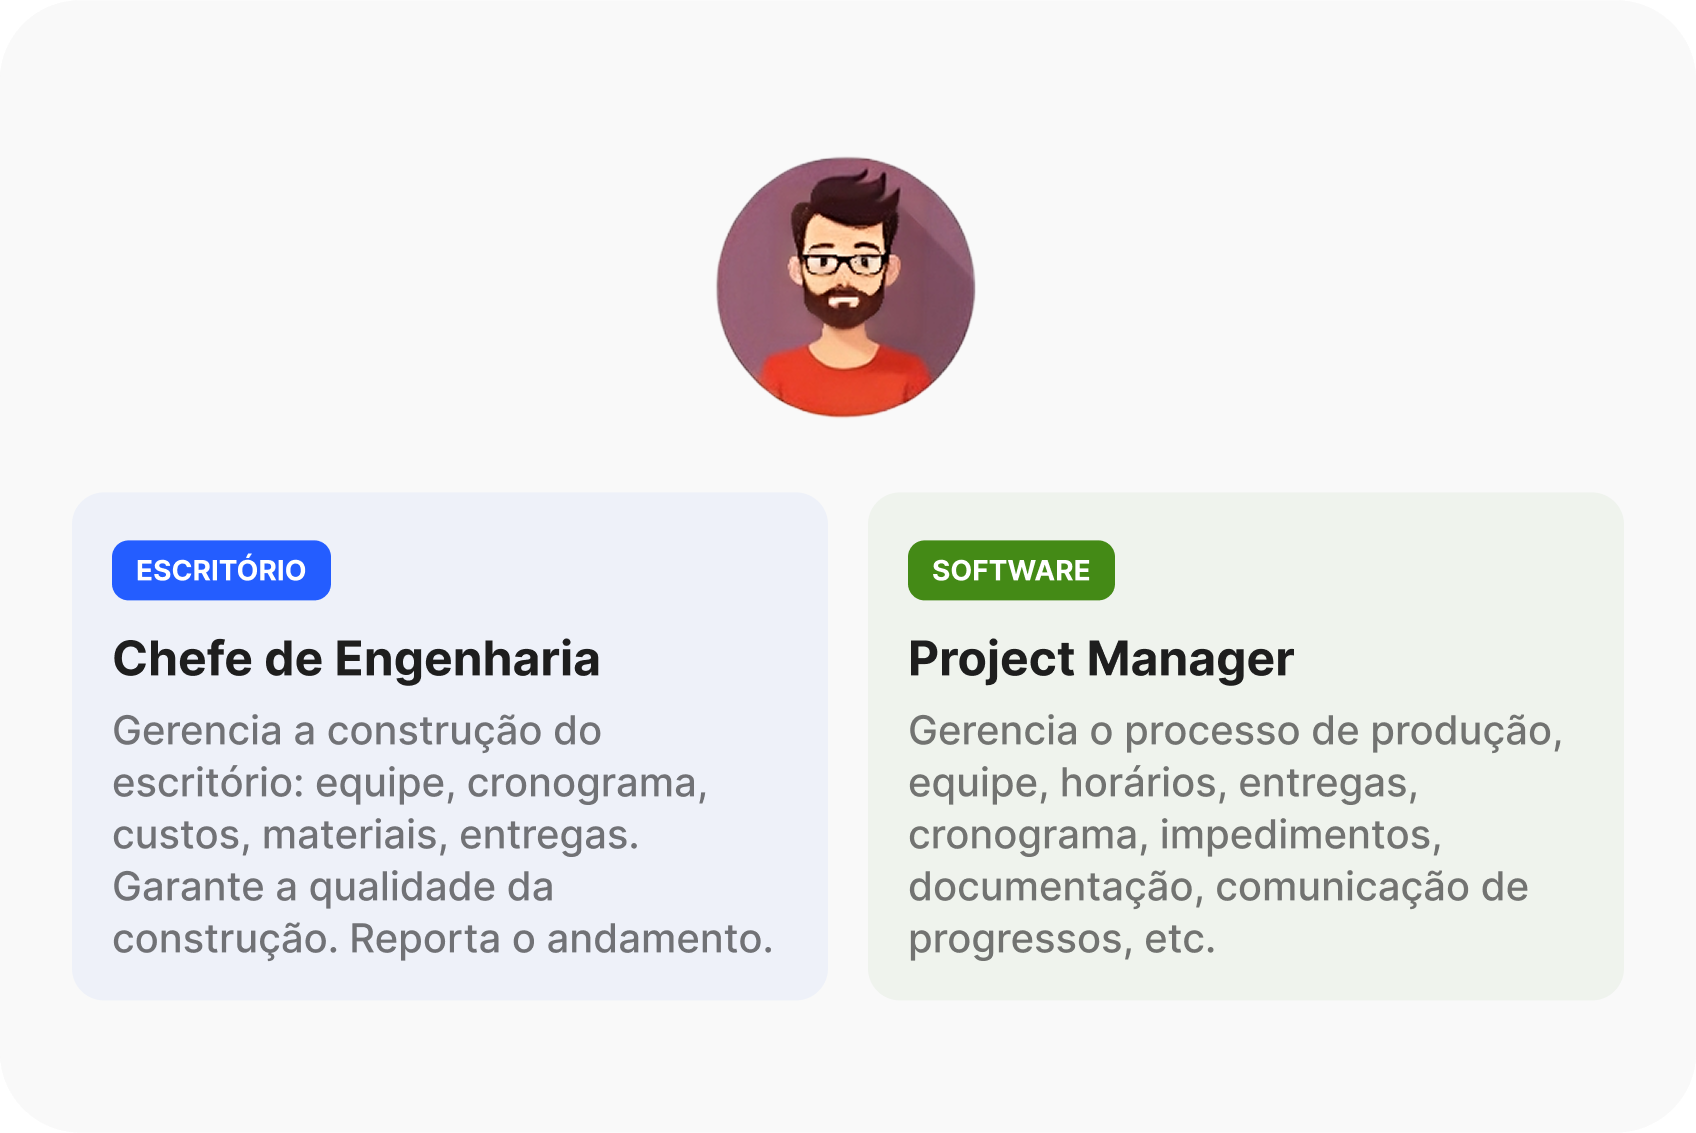 ESCRITÓRIO
Chefe de Engenharia
Gerencia a construção do
escritório: equipe, cronograma,
custos, materiais, entregas.
Garante a qualidade da
construção. Reporta o andamento.
SOFTWARE
Project Manager
Gerencia o processo de produção,
equipe, horários, entregas,
cronograma, impedimentos,
documentação, comunicação de
progressos, etc.